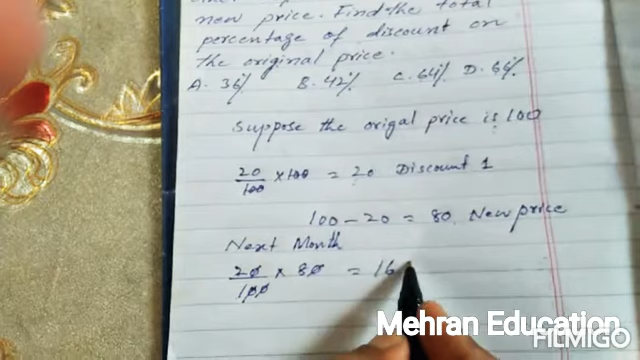 new price. Find the total
percentage of discount on
the original price.
A. 36% B. 42% C. 64% D. 66%
Suppose the origal price is 100
20/100 × 100 = 20 Discount 1
100 - 20 = 80. New price
Next Month
20/100 × 80 = 16
Mehran Education
FILMIGO